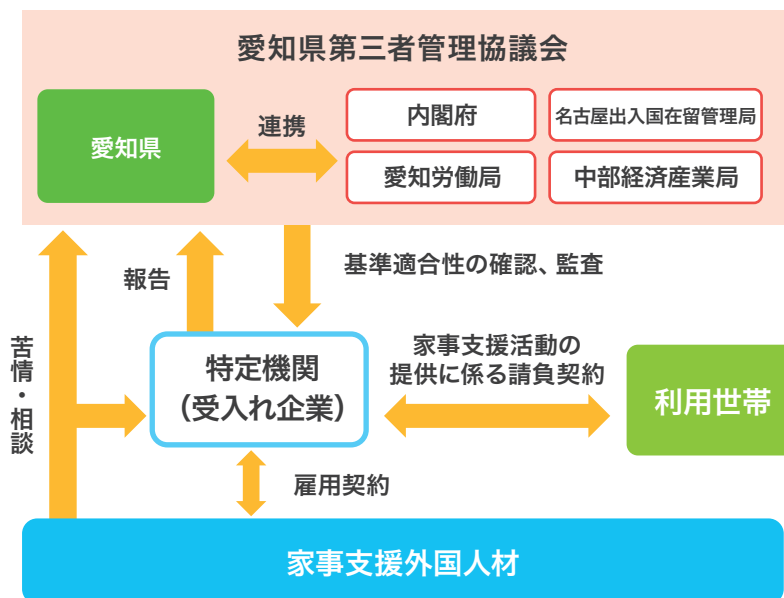 愛知県第三者管理協議会
愛知県
連携
内閣府
名古屋出入国在留管理局
愛知労働局
中部経済産業局
報告
基準適合性の確認、監査
苦情・相談
特定機関
（受入れ企業）
家事支援活動の
提供に係る請負契約
利用世帯
雇用契約
家事支援外国人材